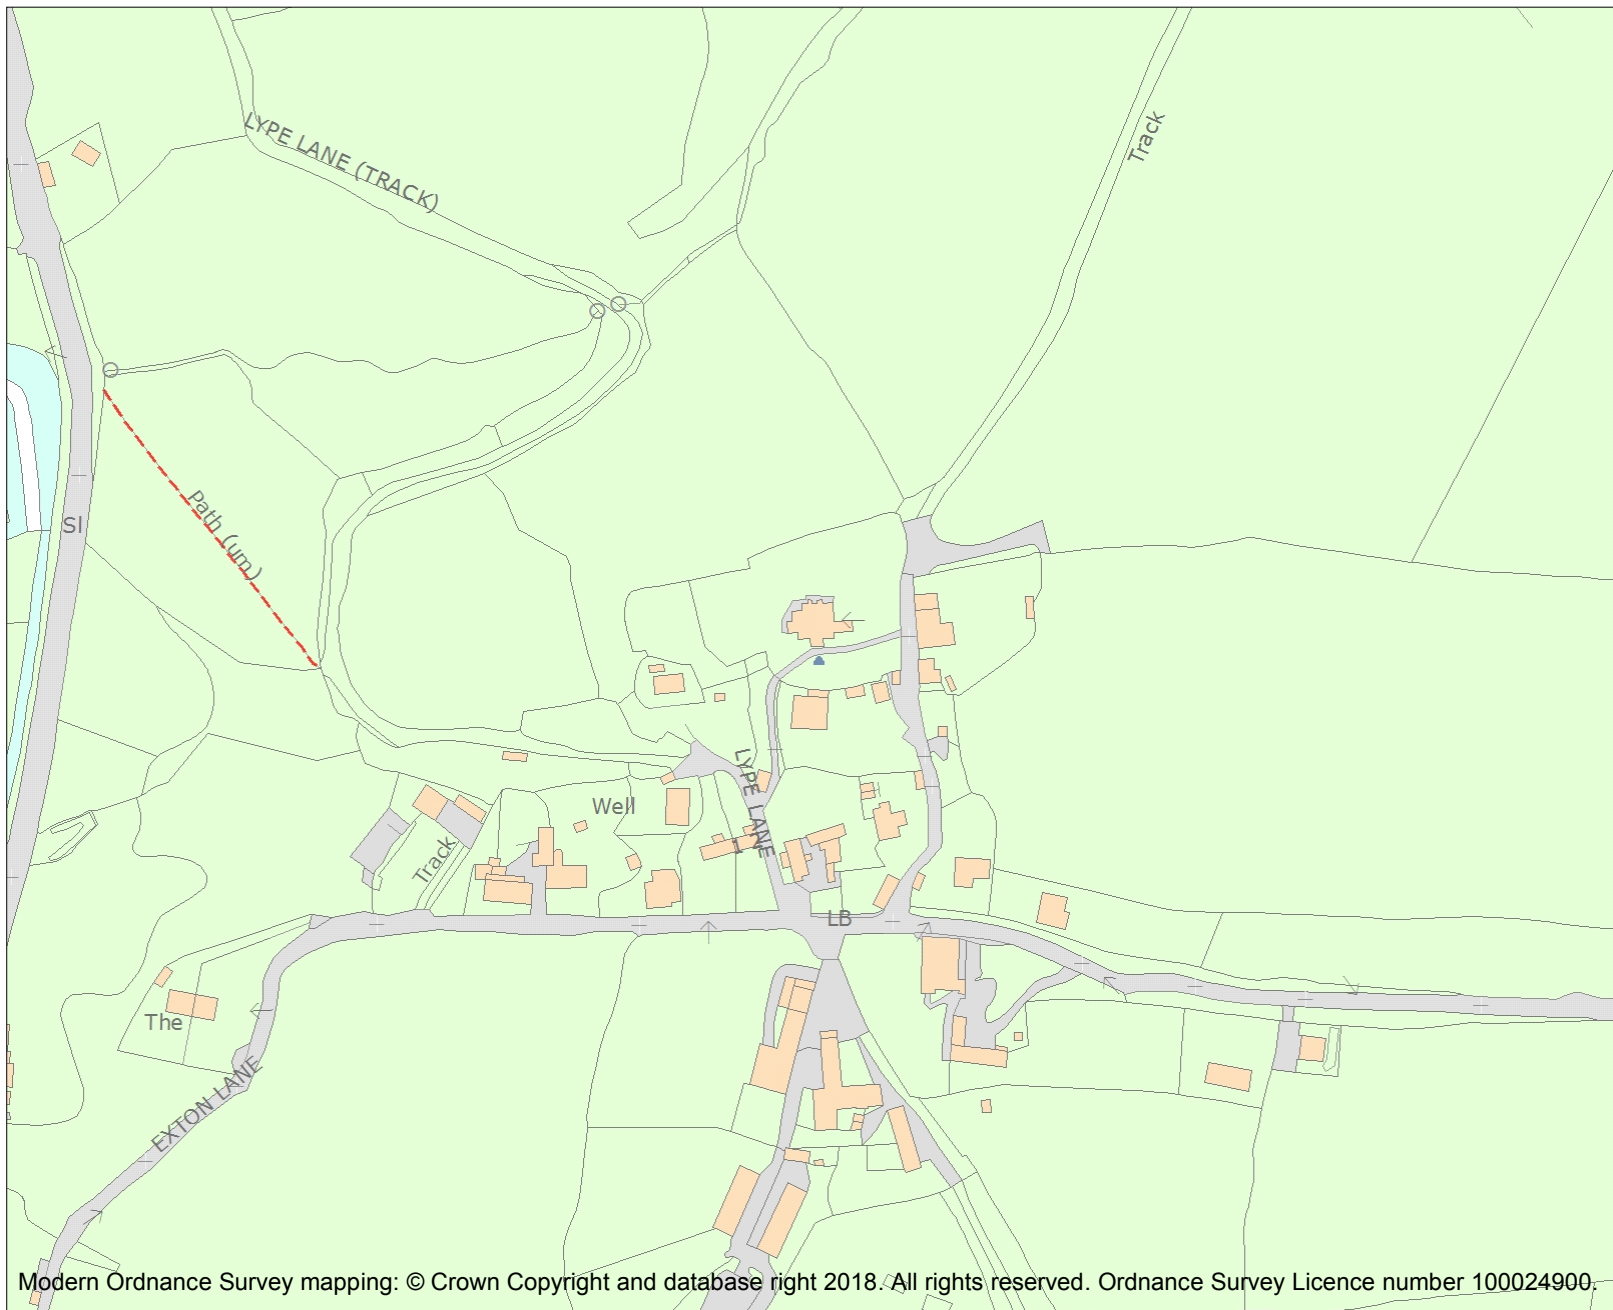 LYPE LANE (TRACK)
Track
Path (um)
Sl
LYPE LANE
Well
1
Track
LB
The
EXTON LANE
Modern Ordnance Survey mapping: © Crown Copyright and database right 2018. All rights reserved. Ordnance Survey Licence number 100024900.